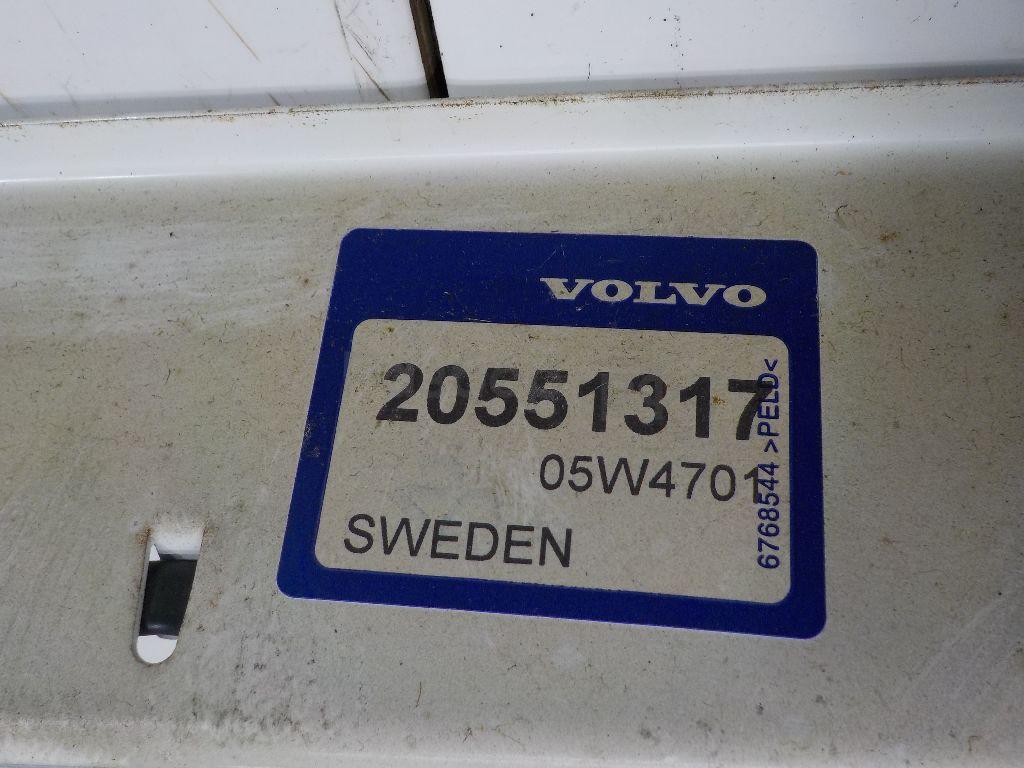 VOLVO
20551317
05W4701
SWEDEN
6768544 >PELD<